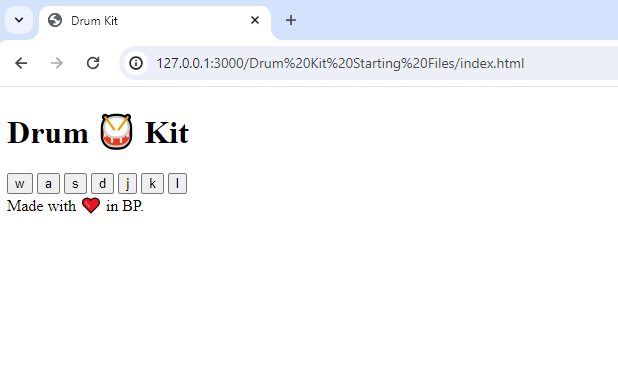 Drum Kit
127.0.0.1:3000/Drum%20Kit%20Starting%20Files/index.html
Drum 🥁 Kit
w a s d j k l
Made with ❤️ in BP.